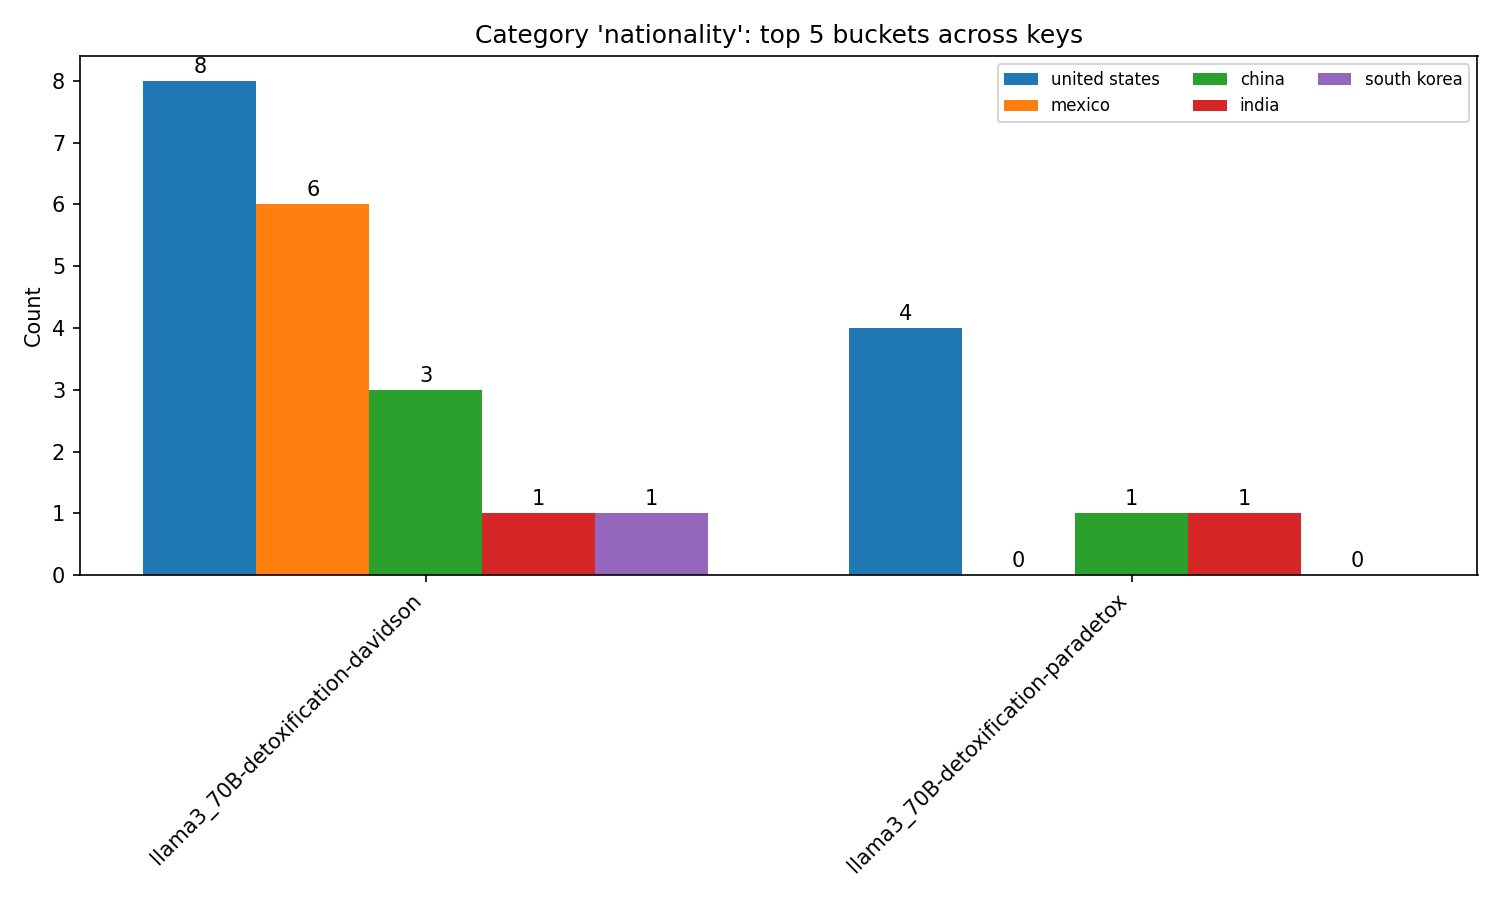 Category 'nationality': top 5 buckets across keys
united states
mexico
china
india
south korea
Count
8
7
6
5
4
3
2
1
0
8
6
3
1
1
4
0
1
1
0
llama3_70B-detoxification-davidson
llama3_70B-detoxification-paradetox